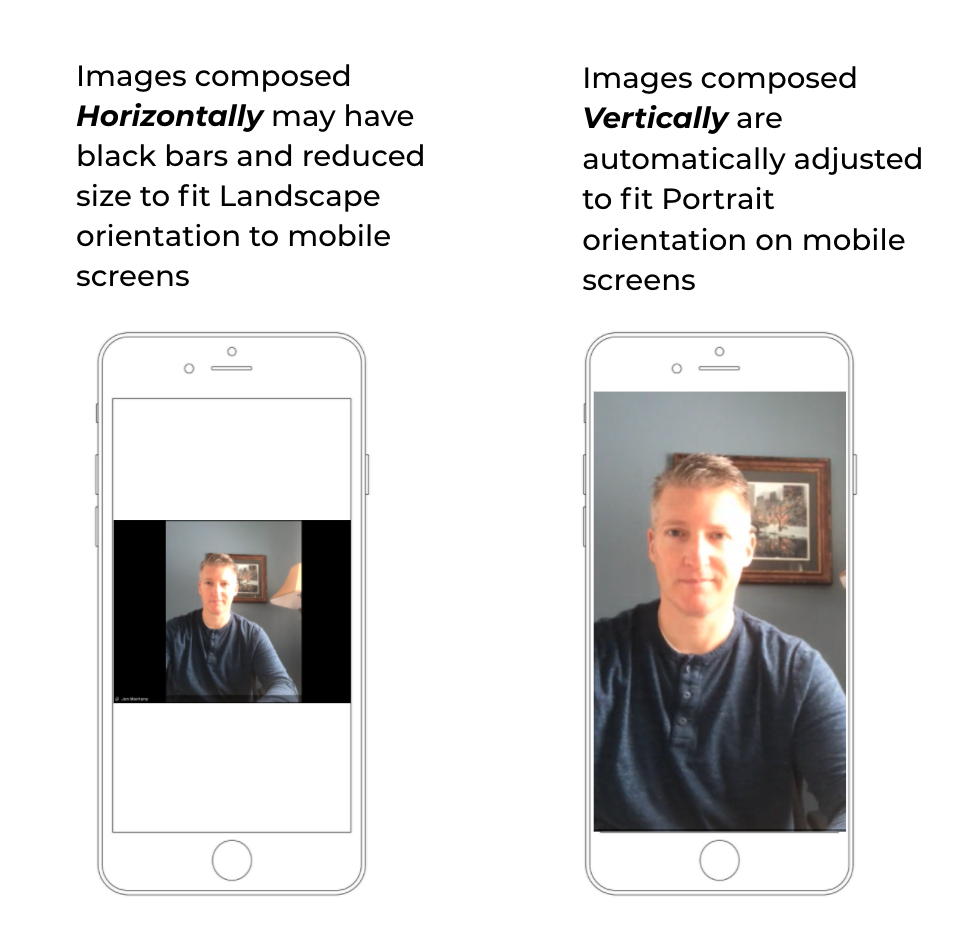 Images composed
Horizontally may have
black bars and reduced
size to fit Landscape
orientation to mobile
screens
Images composed
Vertically are
automatically adjusted
to fit Portrait
orientation on mobile
screens